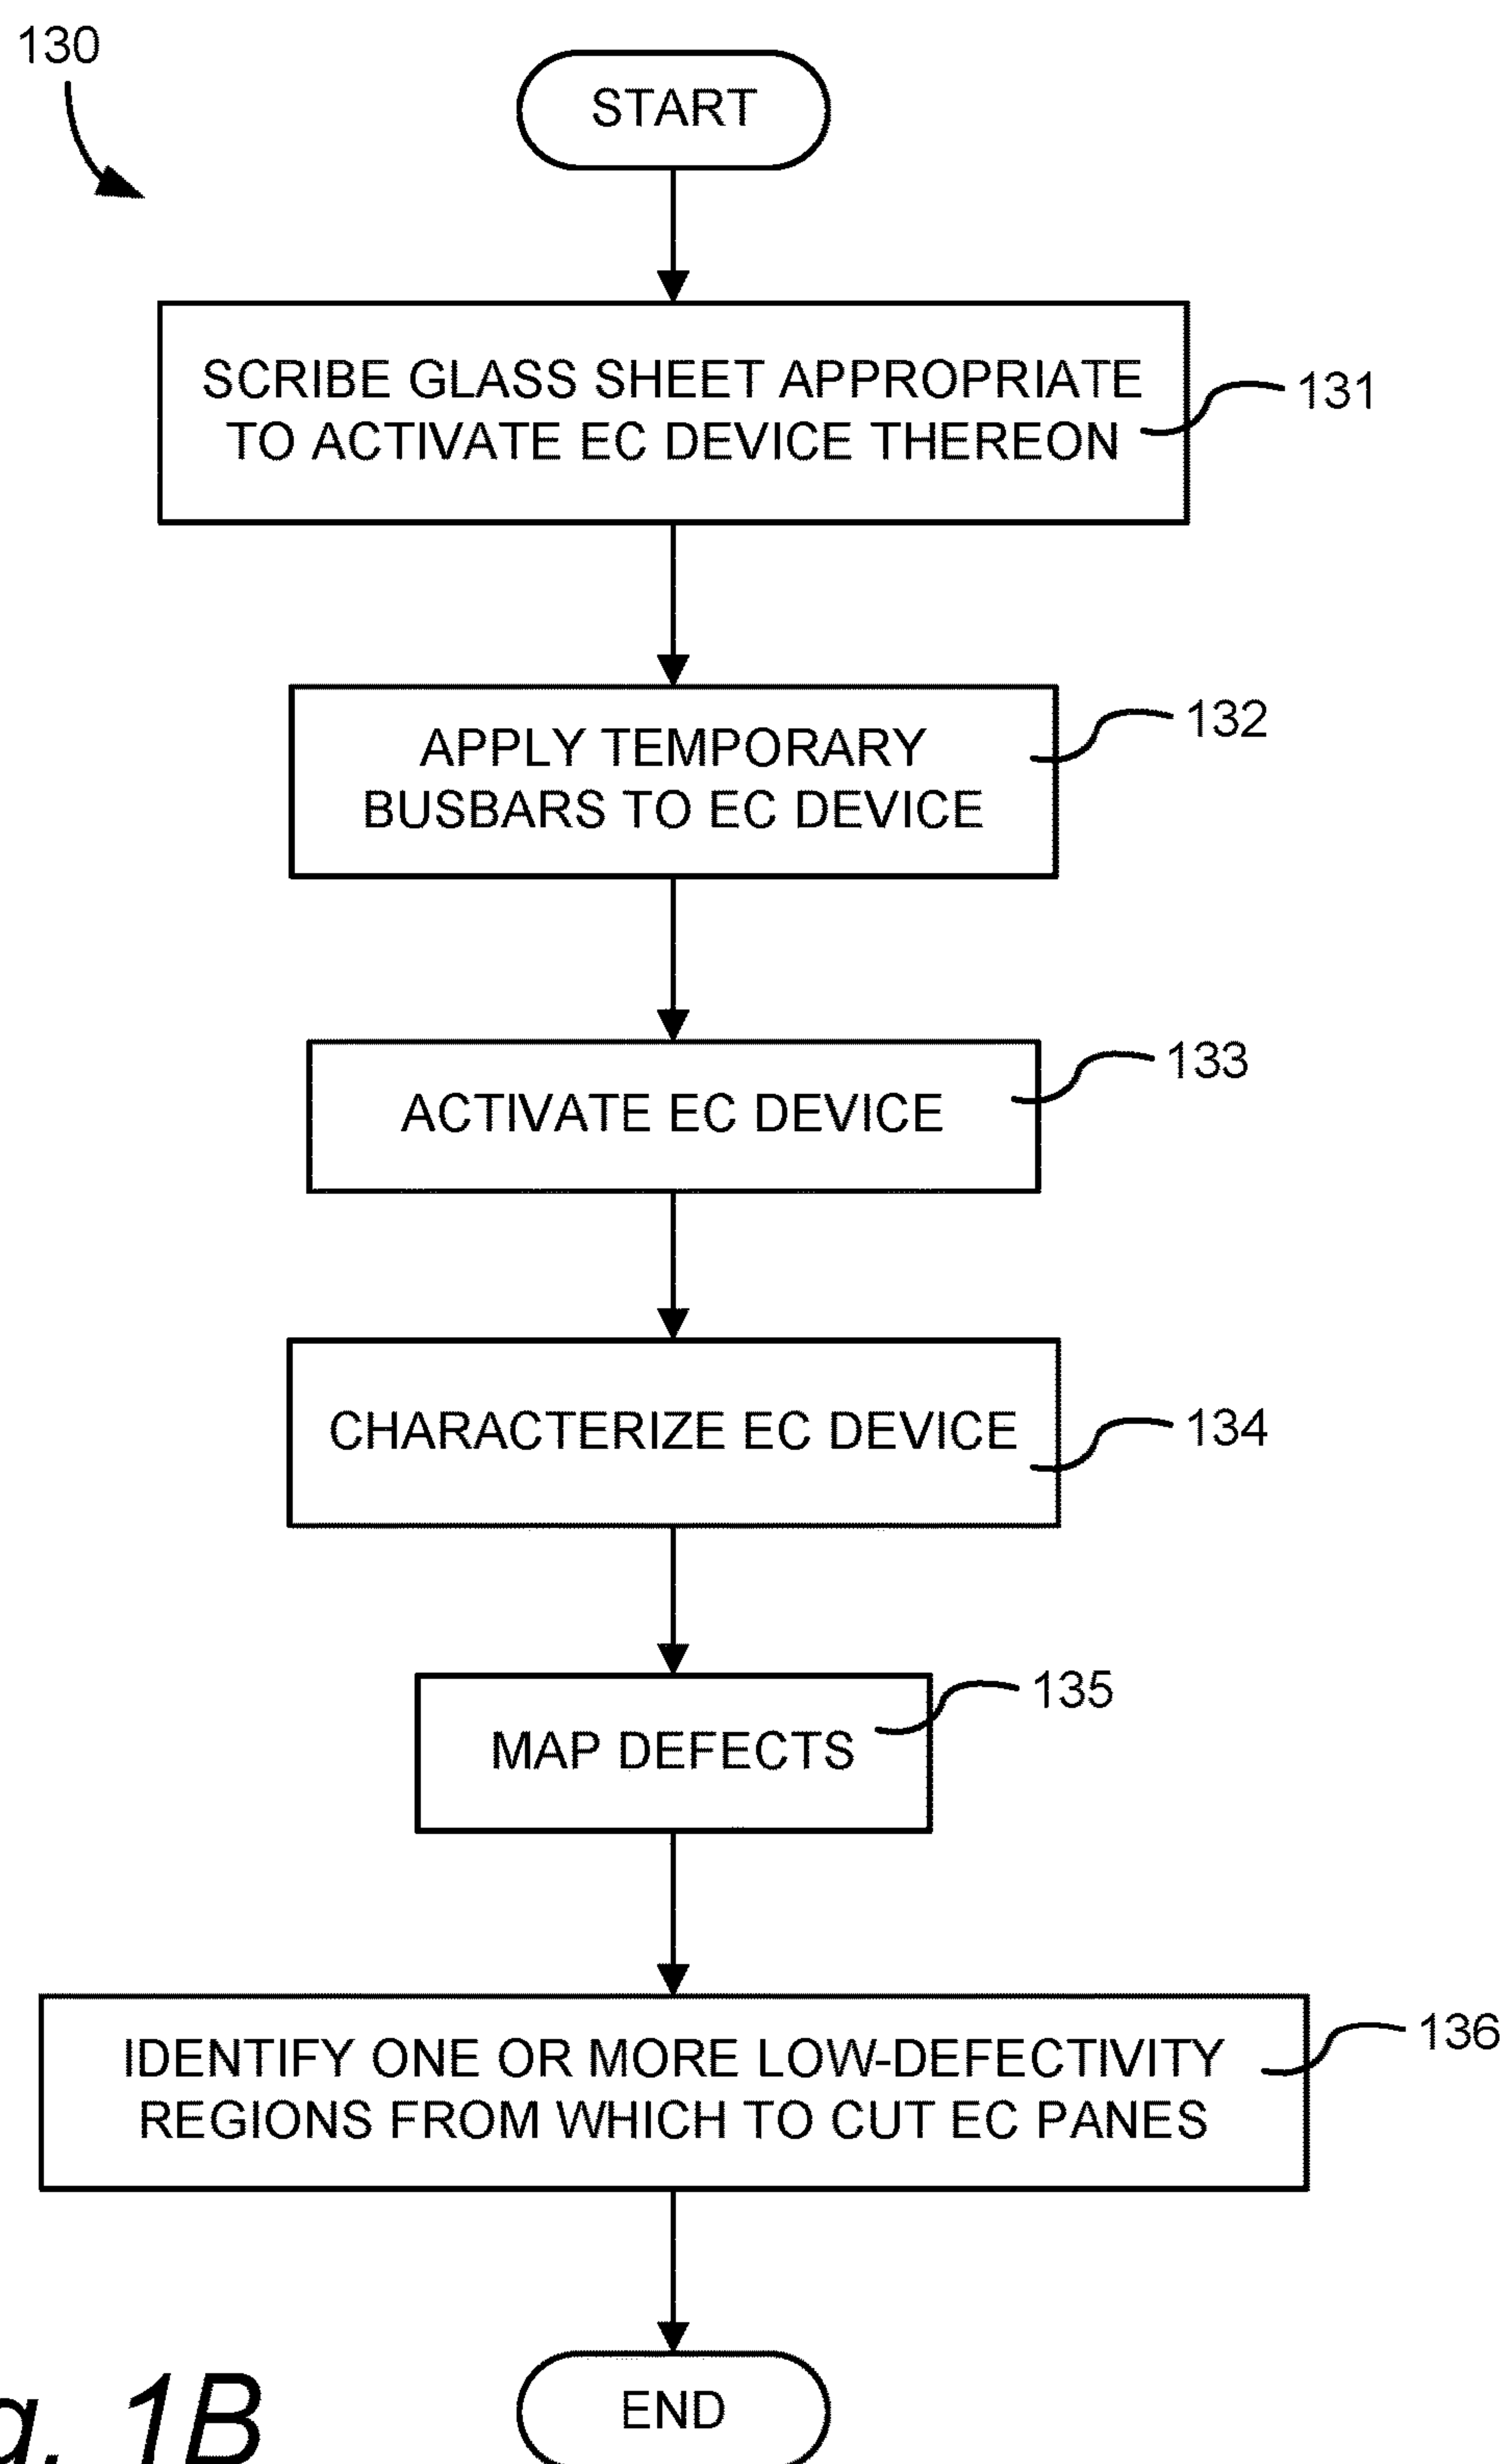 130
START
SCRIBE GLASS SHEET APPROPRIATE
TO ACTIVATE EC DEVICE THEREON
131
APPLY TEMPORARY
BUSBARS TO EC DEVICE
132
ACTIVATE EC DEVICE
133
CHARACTERIZE EC DEVICE
134
MAP DEFECTS
135
IDENTIFY ONE OR MORE LOW-DEFECTIVITY
REGIONS FROM WHICH TO CUT EC PANES
136
END
g. 1B